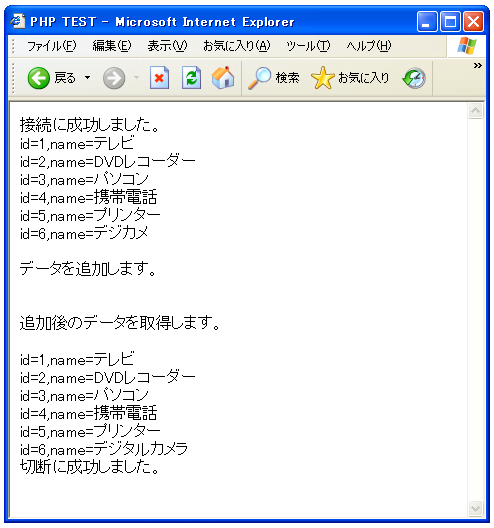 PHP TEST - Microsoft Internet Explorer
ファイル(F) 編集(E) 表示(V) お気に入り(A) ツール(T) ヘルプ(H)
戻る 検索 お気に入り
接続に成功しました。
id=1,name=テレビ
id=2,name=DVDレコーダー
id=3,name=パソコン
id=4,name=携帯電話
id=5,name=プリンター
id=6,name=デジカメ
データを追加します。
追加後のデータを取得します。
id=1,name=テレビ
id=2,name=DVDレコーダー
id=3,name=パソコン
id=4,name=携帯電話
id=5,name=プリンター
id=6,name=デジタルカメラ
切断に成功しました。